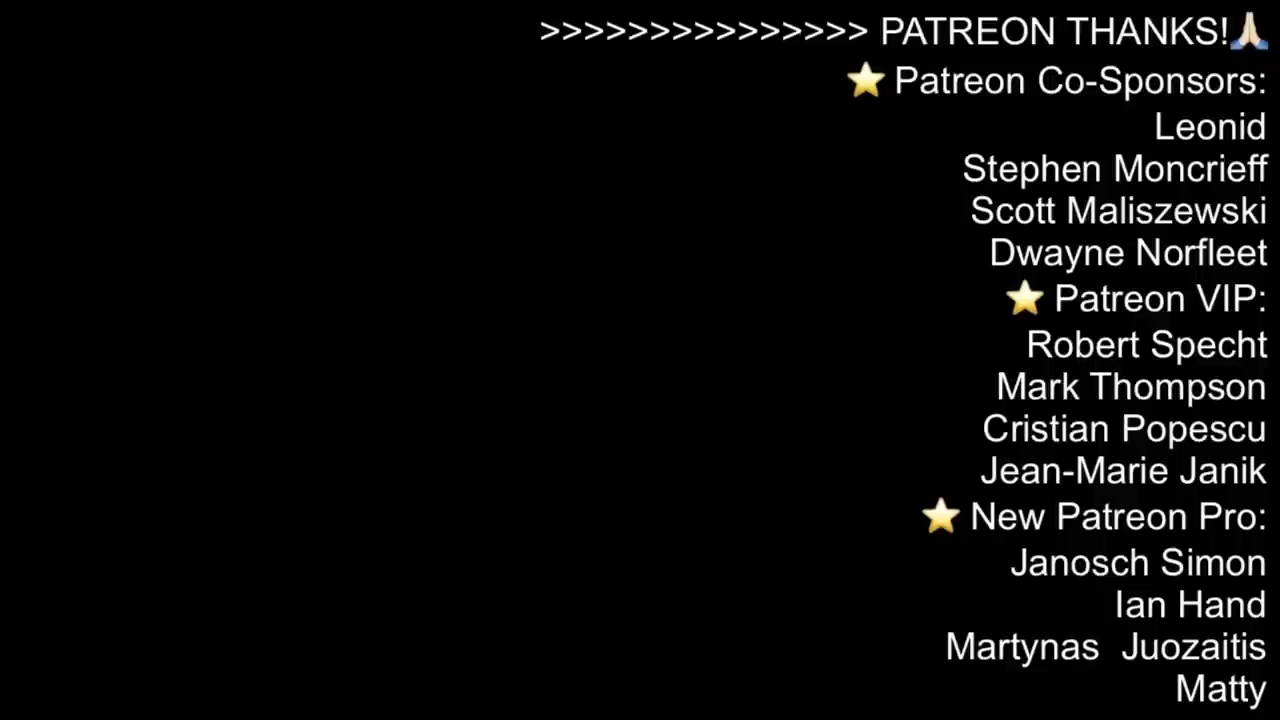 >>>>>>>>>>>>>>> PATREON THANKS!🙏🏻
⭐ Patreon Co-Sponsors:
Leonid
Stephen Moncrieff
Scott Maliszewski
Dwayne Norfleet
⭐ Patreon VIP:
Robert Specht
Mark Thompson
Cristian Popescu
Jean-Marie Janik
⭐ New Patreon Pro:
Janosch Simon
Ian Hand
Martynas  Juozaitis
Matty